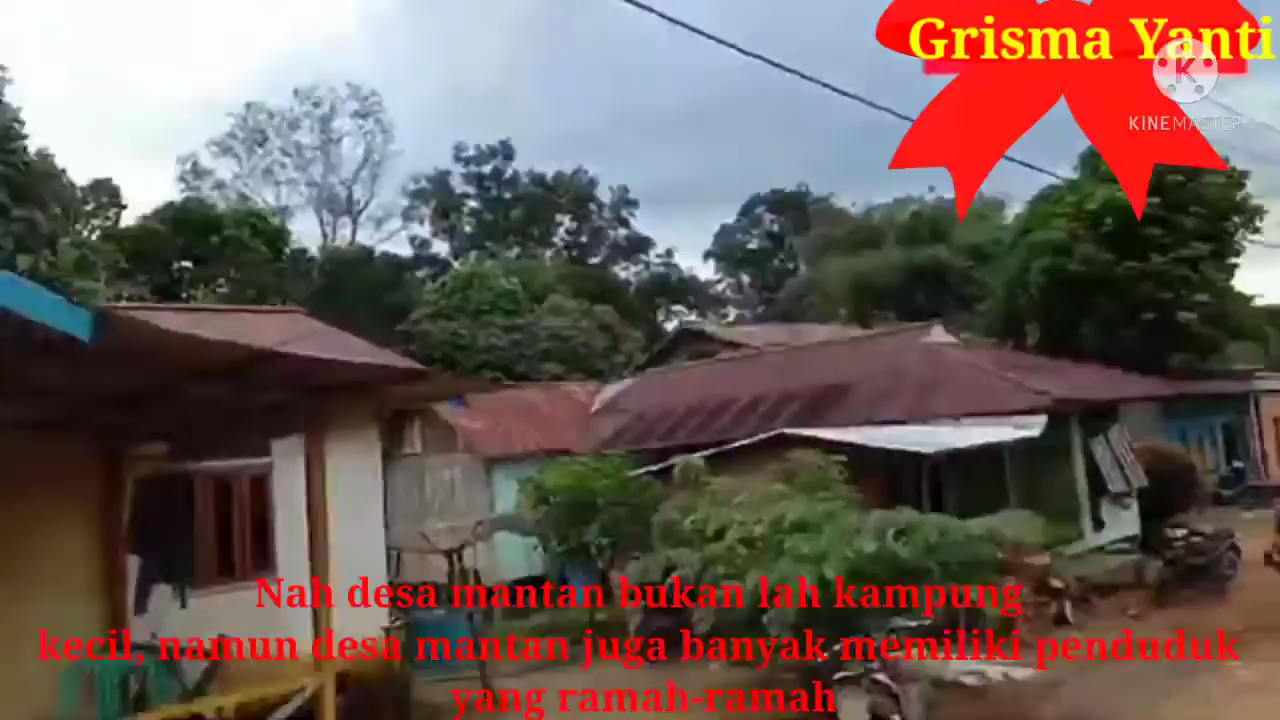 Grisma Yanti
K
KINEMASTER
Nah desa mantan bukan lah kampung
kecil, namun desa mantan juga banyak memiliki penduduk
yang ramah-ramah